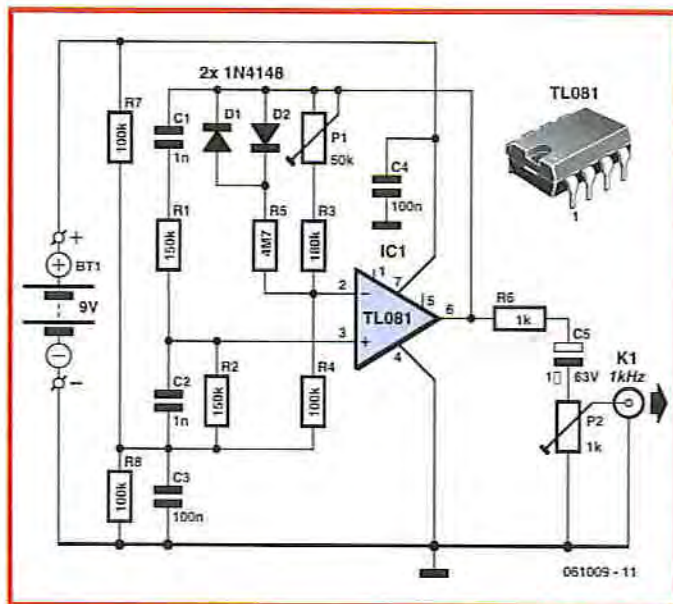 2x 1N4148
TL081
R7
100k
C1
1n
D1
D2
P1
50k
C4
100n
1
R1
150k
R5
4M7
R3
180k
IC1
+
BT1
9V
-
2
-
1
7
TL081
5
6
3
+
4
R6
1k
C5
1▯
63V
K1
1kHz
P2
1k
C2
1n
R2
150k
R4
100k
R8
100k
C3
100n
061009 - 11